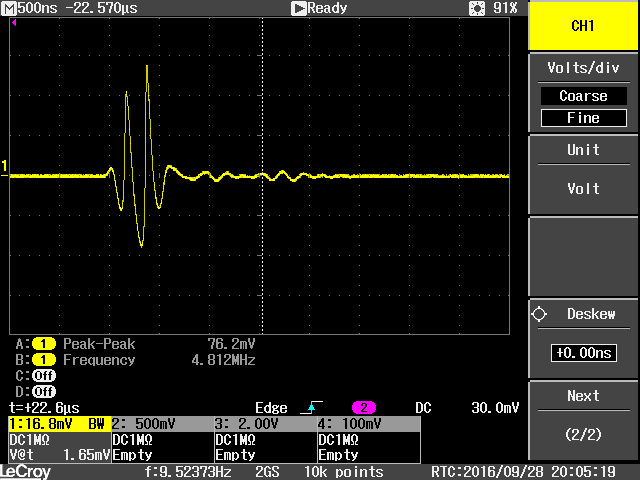 M 500ns -22.570µs Ready 91%
CH1
Volts/div
Coarse
Fine
1
Unit
Volt
Deskew
+0.00ns
A: 1 Peak-Peak 76.2mV
B: 1 Frequency 4.812MHz
C: Off
D: Off
Next
(2/2)
t=+22.6µs Edge 2 DC 30.0mV
1:16.8mV BW 2: 500mV 3: 2.00V 4: 100mV
DC1MΩ DC1MΩ DC1MΩ DC1MΩ
V@t 1.65mV Empty Empty Empty
LeCroy f:9.52373Hz 2GS 10k points RTC:2016/09/28 20:05:19